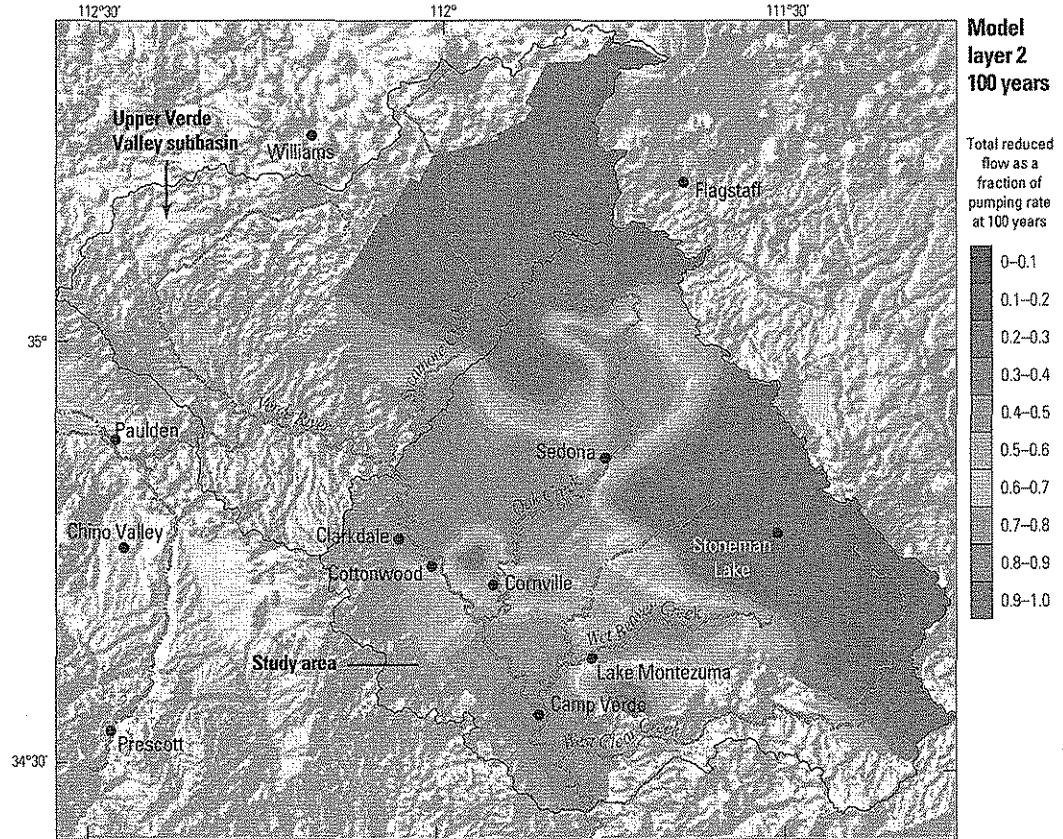 112°30'
112°
111°30'
Model
layer 2
100 years
Upper Verde
Valley subbasin
Williams
Flagstaff
Total reduced
flow as a
fraction of
pumping rate
at 100 years
0–0.1
0.1–0.2
0.2–0.3
0.3–0.4
0.4–0.5
0.5–0.6
0.6–0.7
0.7–0.8
0.8–0.9
0.9–1.0
35°
Verde River
Paulden
Sedona
Oak Creek
Chino Valley
Clarkdale
Stoneman
Lake
Cottonwood
Cornville
Wet Beaver Creek
Study area
Lake Montezuma
Camp Verde
West Clear Creek
Prescott
34°30'